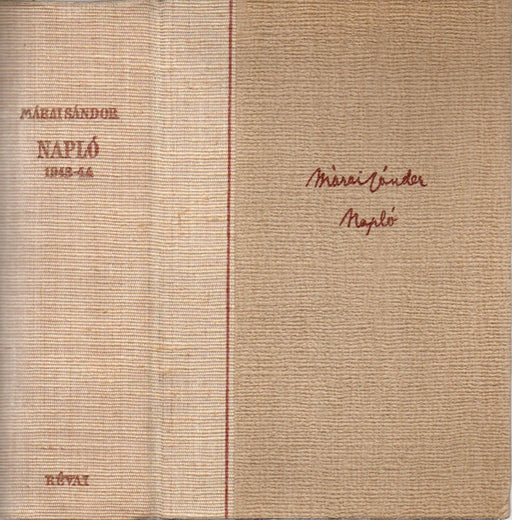 MÁRAI SÁNDOR
NAPLÓ
1943-44
RÉVAI
Márai Sándor
Napló